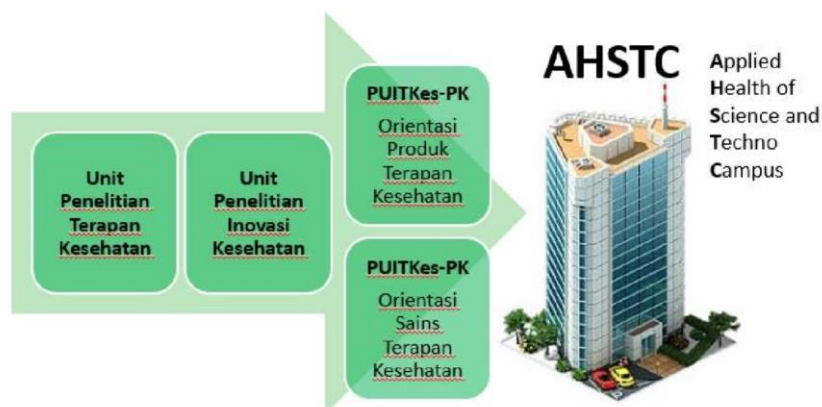 Unit
Penelitian
Terapan
Kesehatan
Unit
Penelitian
Inovasi
Kesehatan
PUITKes-PK
Orientasi
Produk
Terapan
Kesehatan
PUITKes-PK
Orientasi
Sains
Terapan
Kesehatan
AHSTC
Applied
Health of
Science and
Techno
Campus